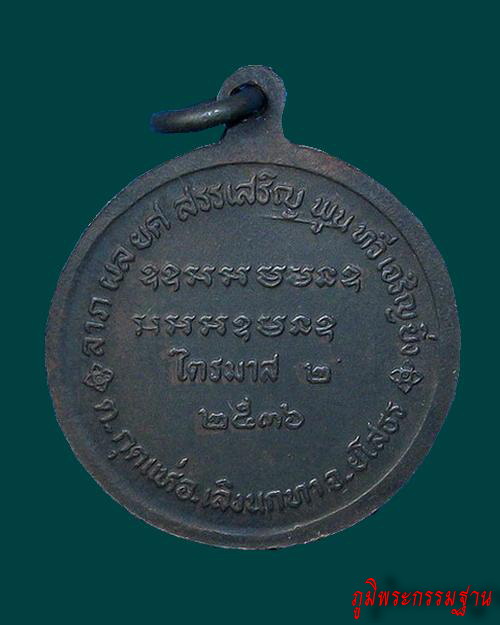 ลาภ ผล ยศ สรรเสริญ พูน ทวี เจริญ ยิ่ง
ไตรมาส ๒
๒๕๓๖
ต.กุดแห่ อ.เลิงนกทา จ.ยโสธร
ภูมิพระกรรมฐาน